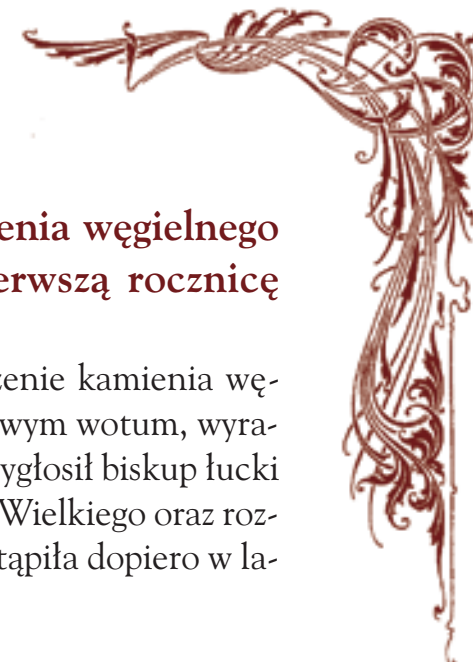 enia węgielnego
erwszą rocznicę
zenie kamienia wę-
wym wotum, wyra-
ygłosił biskup łucki
Wielkiego oraz roz-
tąpiła dopiero w la-